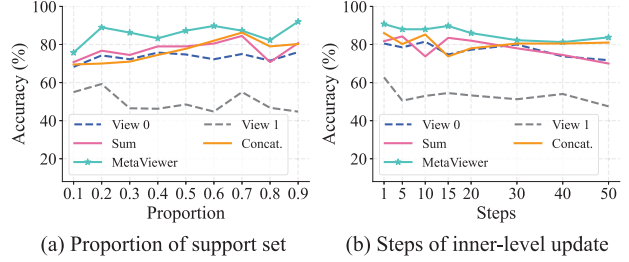 100
80
60
40
20
Accuracy (%)
View 0
View 1
Sum
Concat.
MetaViewer
0.1 0.2 0.3 0.4 0.5 0.6 0.7 0.8 0.9
Proportion
(a) Proportion of support set
100
80
60
40
20
Accuracy (%)
View 0
View 1
Sum
Concat.
MetaViewer
1 5 10 15 20 30 40 50
Steps
(b) Steps of inner-level update